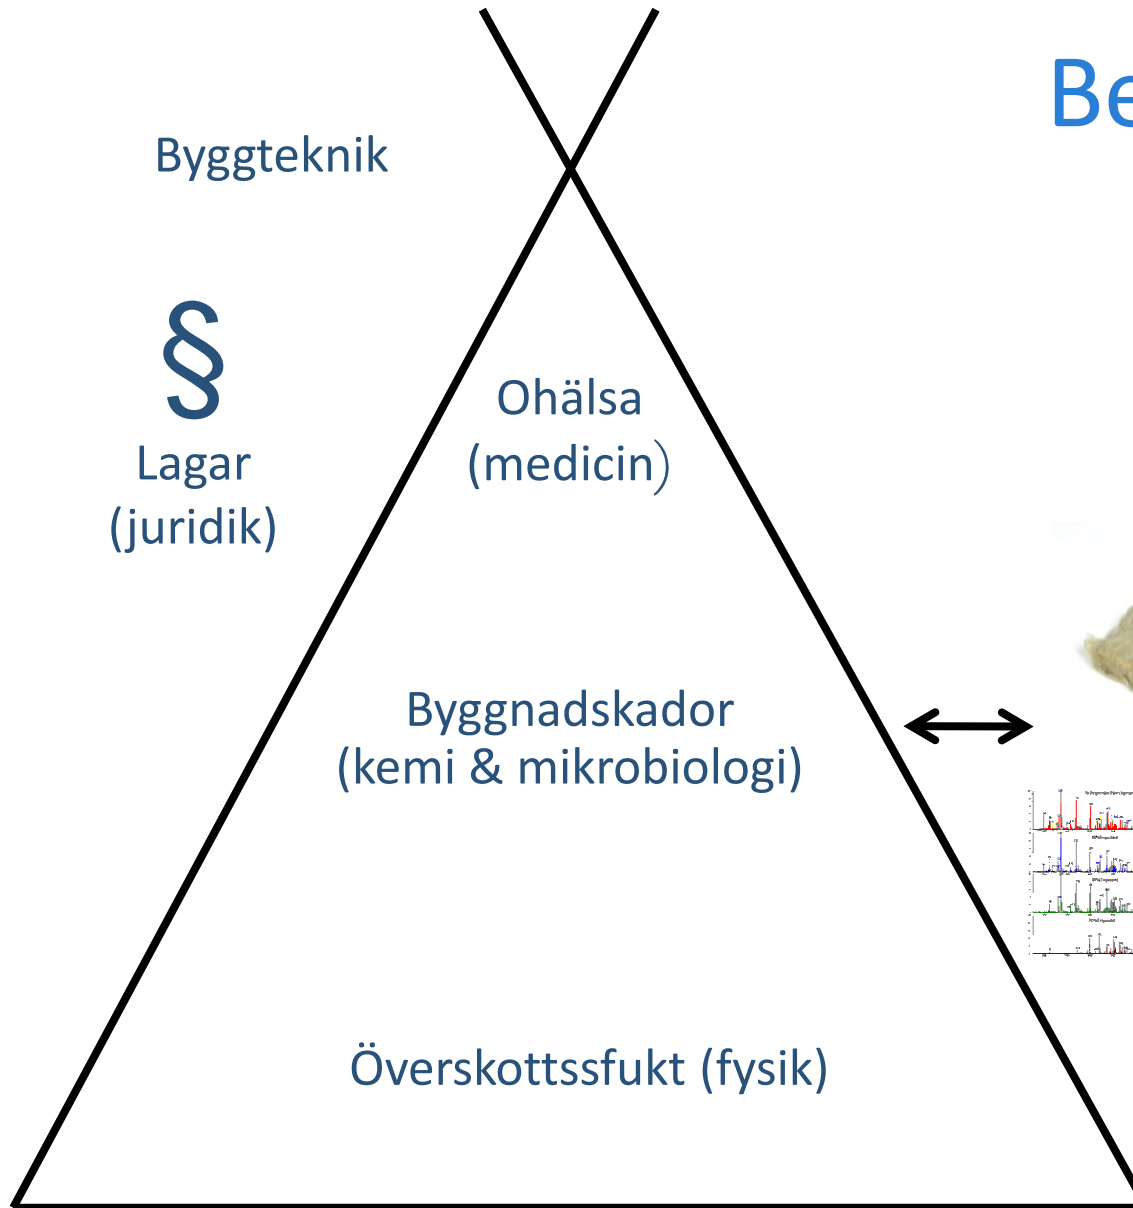 Be
Byggteknik
§
Lagar
(juridik)
Ohälsa
(medicin)
Byggnadskador
(kemi & mikrobiologi)
Överskottssfukt (fysik)